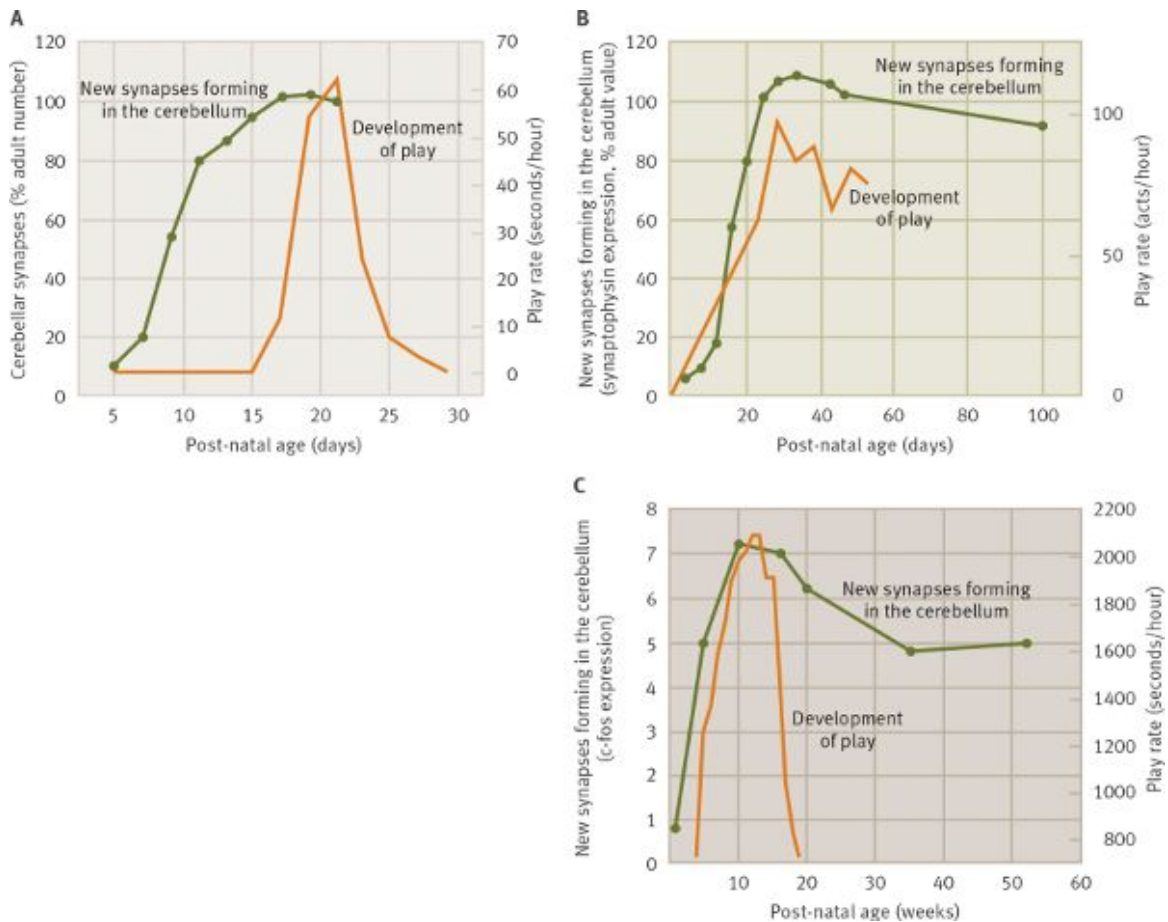 A
120
100
80
60
40
20
0
Cerebellar synapses (% adult number)
New synapses forming
in the cerebellum
Development
of play
70
60
50
40
30
20
10
0
Play rate (seconds/hour)
5
10
15
20
25
30
Post-natal age (days)
B
120
100
80
60
40
20
0
New synapses forming in the cerebellum
(synaptophysin expression, % adult value)
New synapses forming
in the cerebellum
Development
of play
100
50
0
Play rate (acts/hour)
20
40
60
80
100
Post-natal age (days)
C
8
7
6
5
4
3
2
1
0
New synapses forming in the cerebellum
(c-fos expression)
New synapses forming
in the cerebellum
Development
of play
2200
2000
1800
1600
1400
1200
1000
800
Play rate (seconds/hour)
10
20
30
40
50
60
Post-natal age (weeks)